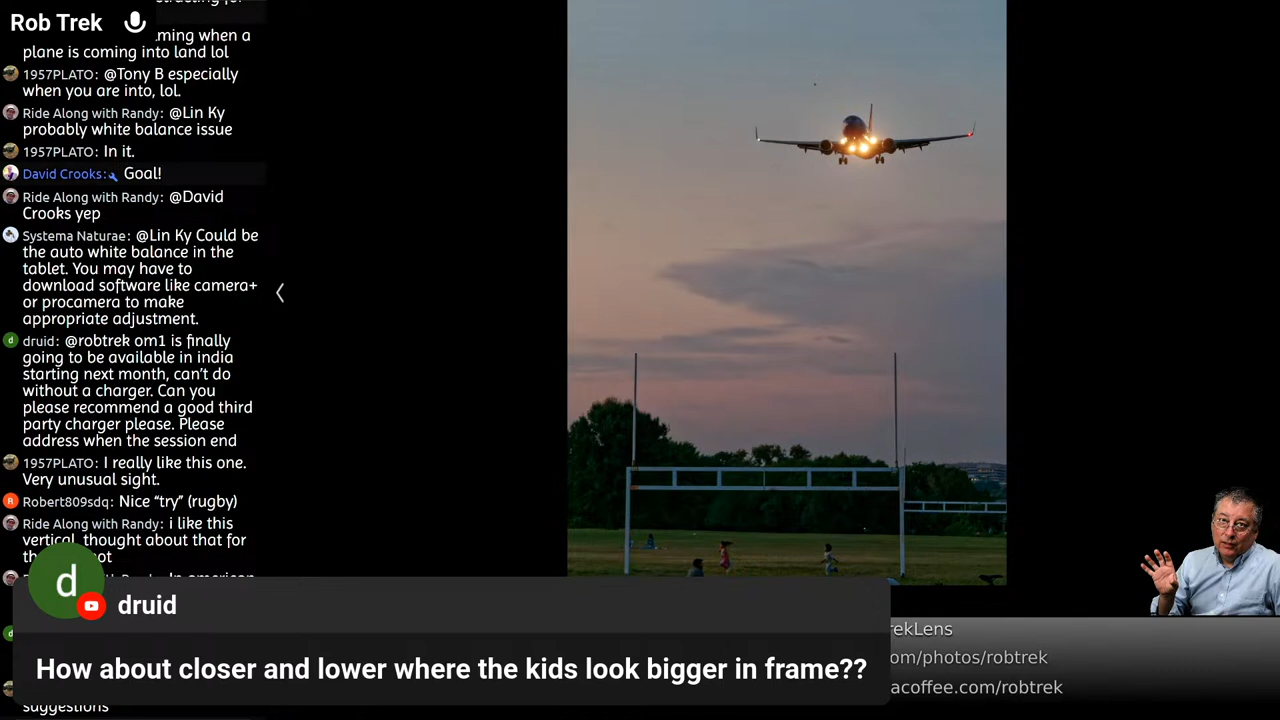 Rob Trek
ming when a
plane is coming into land lol
1957PLATO: @Tony B especially
when you are into, lol.
Ride Along with Randy: @Lin Ky
probably white balance issue
1957PLATO: In it.
David Crooks: Goal!
Ride Along with Randy: @David
Crooks yep
Systema Naturae: @Lin Ky Could be
the auto white balance in the
tablet. You may have to
download software like camera+
or procamera to make
appropriate adjustment.
druid: @robtrek om1 is finally
going to be available in india
starting next month, can't do
without a charger. Can you
please recommend a good third
party charger please. Please
address when the session end
1957PLATO: I really like this one.
Very unusual sight.
Robert809sdq: Nice “try” (rugby)
Ride Along with Randy: i like this
vertical, thought about that for
d
druid
How about closer and lower where the kids look bigger in frame??
suggestions
ekLens
om/photos/robtrek
acoffee.com/robtrek